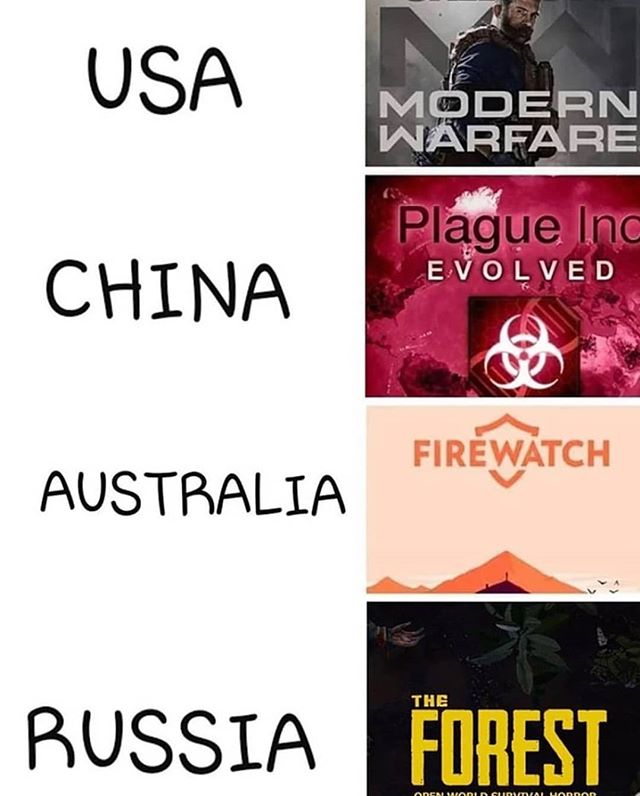 USA
MODERN
WARFARE
CHINA
Plague Inc
EVOLVED
AUSTRALIA
FIREWATCH
RUSSIA
THE
FOREST
OPEN WORLD SURVIVAL HORROR